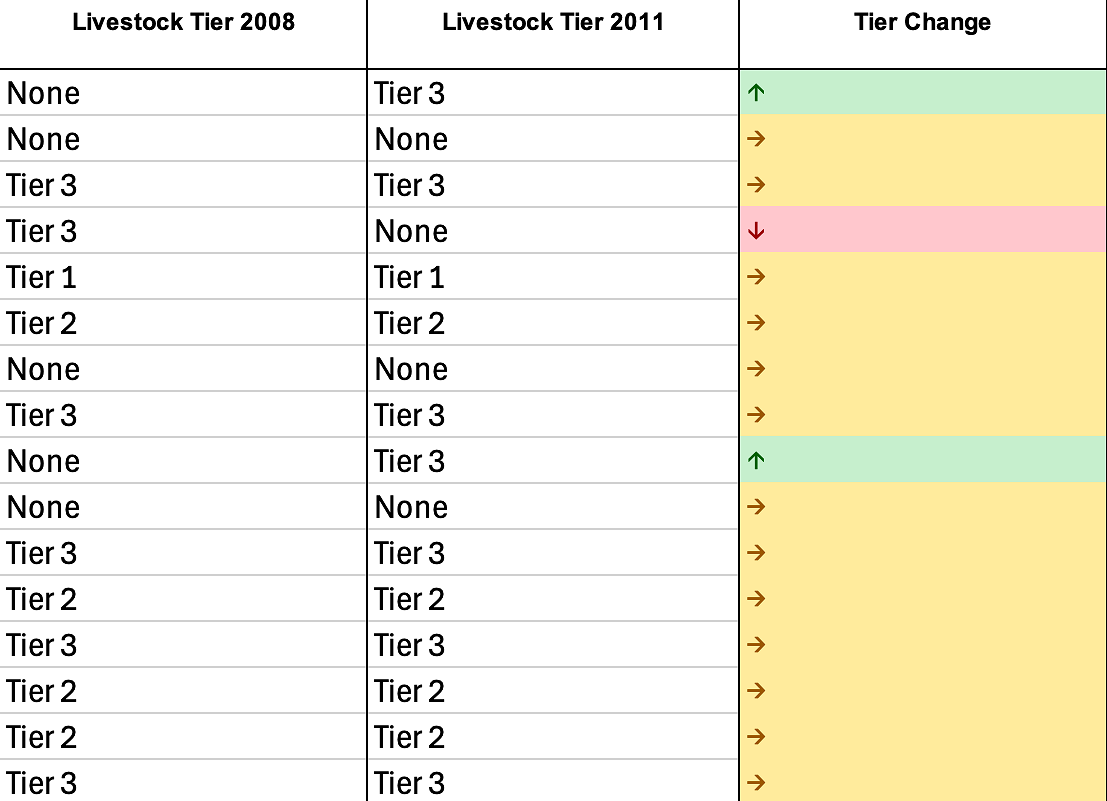 Livestock Tier 2008 Livestock Tier 2011 Tier Change
None Tier 3 ↑
None None →
Tier 3 Tier 3 →
Tier 3 None ↓
Tier 1 Tier 1 →
Tier 2 Tier 2 →
None None →
Tier 3 Tier 3 →
None Tier 3 ↑
None None →
Tier 3 Tier 3 →
Tier 2 Tier 2 →
Tier 3 Tier 3 →
Tier 2 Tier 2 →
Tier 2 Tier 2 →
Tier 3 Tier 3 →